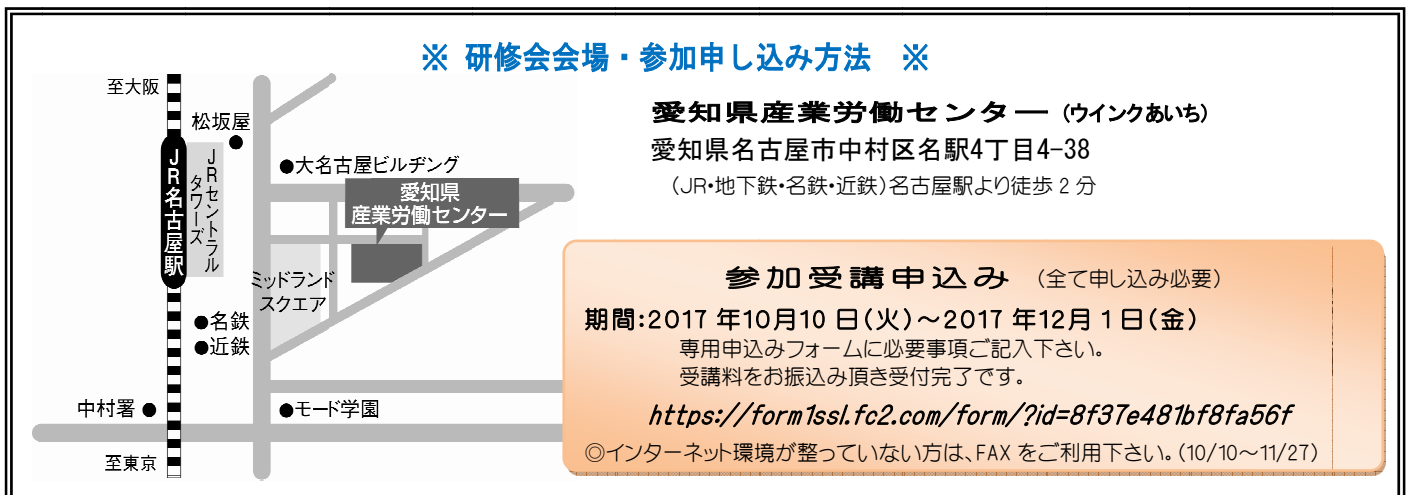 ※ 研修会会場・参加申し込み方法 ※
至大阪
松坂屋
JR名古屋駅
JRセントラル
タワーズ
●大名古屋ビルヂング
愛知県
産業労働センター
ミッドランド
スクエア
●名鉄
●近鉄
中村署 ●
●モード学園
至東京
愛知県産業労働センター (ウインクあいち)
愛知県名古屋市中村区名駅4丁目4-38
(JR・地下鉄・名鉄・近鉄)名古屋駅より徒歩 2 分
参加受講申込み (全て申し込み必要)
期間:2017 年10月10 日(火)~2017 年12月 1 日(金)
専用申込みフォームに必要事項ご記入下さい。
受講料をお振込み頂き受付完了です。
https://form1ssl.fc2.com/form/?id=8f37e481bf8fa56f
◎インターネット環境が整っていない方は、FAX をご利用下さい。(10/10~11/27)